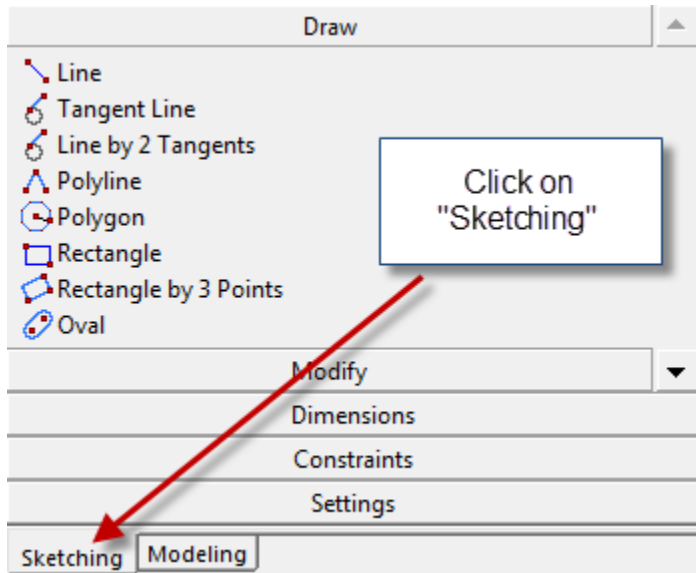 Draw
Line
Tangent Line
Line by 2 Tangents
Polyline
Polygon
Rectangle
Rectangle by 3 Points
Oval
Click on
"Sketching"
Modify
Dimensions
Constraints
Settings
Sketching Modeling